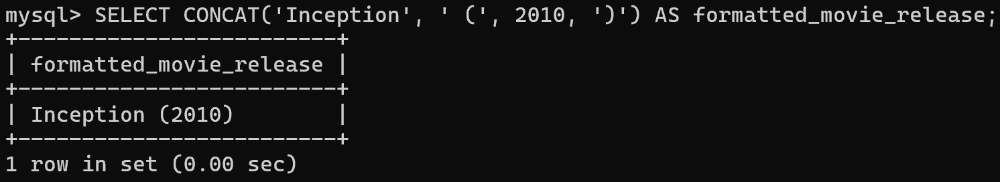 mysql> SELECT CONCAT('Inception', ' (', 2010, ')') AS formatted_movie_release;
+-------------------------+
| formatted_movie_release |
+-------------------------+
| Inception (2010)        |
+-------------------------+
1 row in set (0.00 sec)